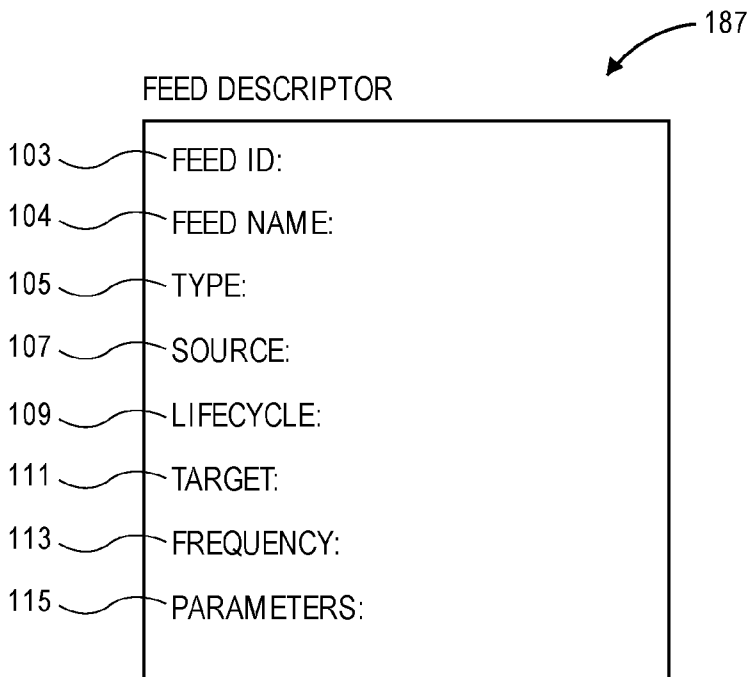 187
FEED DESCRIPTOR
103 FEED ID:
104 FEED NAME:
105 TYPE:
107 SOURCE:
109 LIFECYCLE:
111 TARGET:
113 FREQUENCY:
115 PARAMETERS: